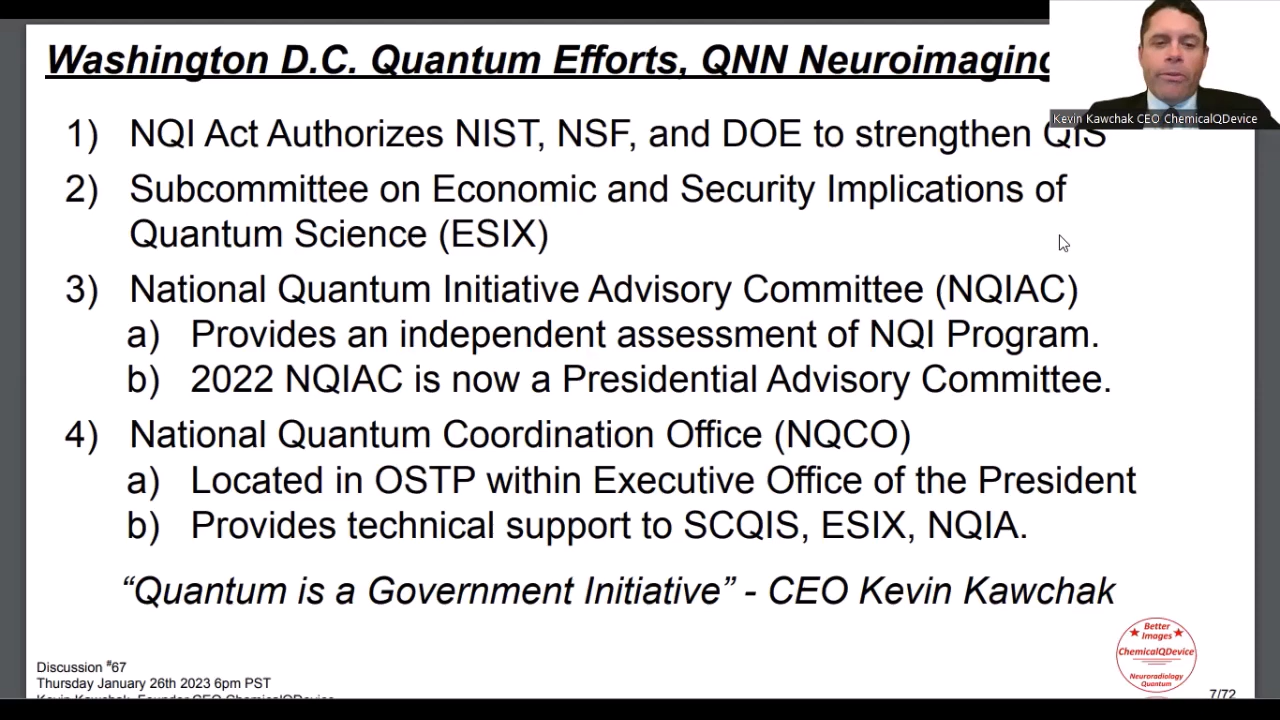 Washington D.C. Quantum Efforts, QNN Neuroimaging
Kevin Kawchak CEO ChemicalQDevice
1) NQI Act Authorizes NIST, NSF, and DOE to strengthen QIS
2) Subcommittee on Economic and Security Implications of
Quantum Science (ESIX)
3) National Quantum Initiative Advisory Committee (NQIAC)
a) Provides an independent assessment of NQI Program.
b) 2022 NQIAC is now a Presidential Advisory Committee.
4) National Quantum Coordination Office (NQCO)
a) Located in OSTP within Executive Office of the President
b) Provides technical support to SCQIS, ESIX, NQIA.
“Quantum is a Government Initiative” - CEO Kevin Kawchak
Better
Images
ChemicalQDevice
Neuroradiology
Quantum
Discussion #67
Thursday January 26th 2023 6pm PST
Kevin Kawchak, Founder CEO ChemicalQDevice
7/72